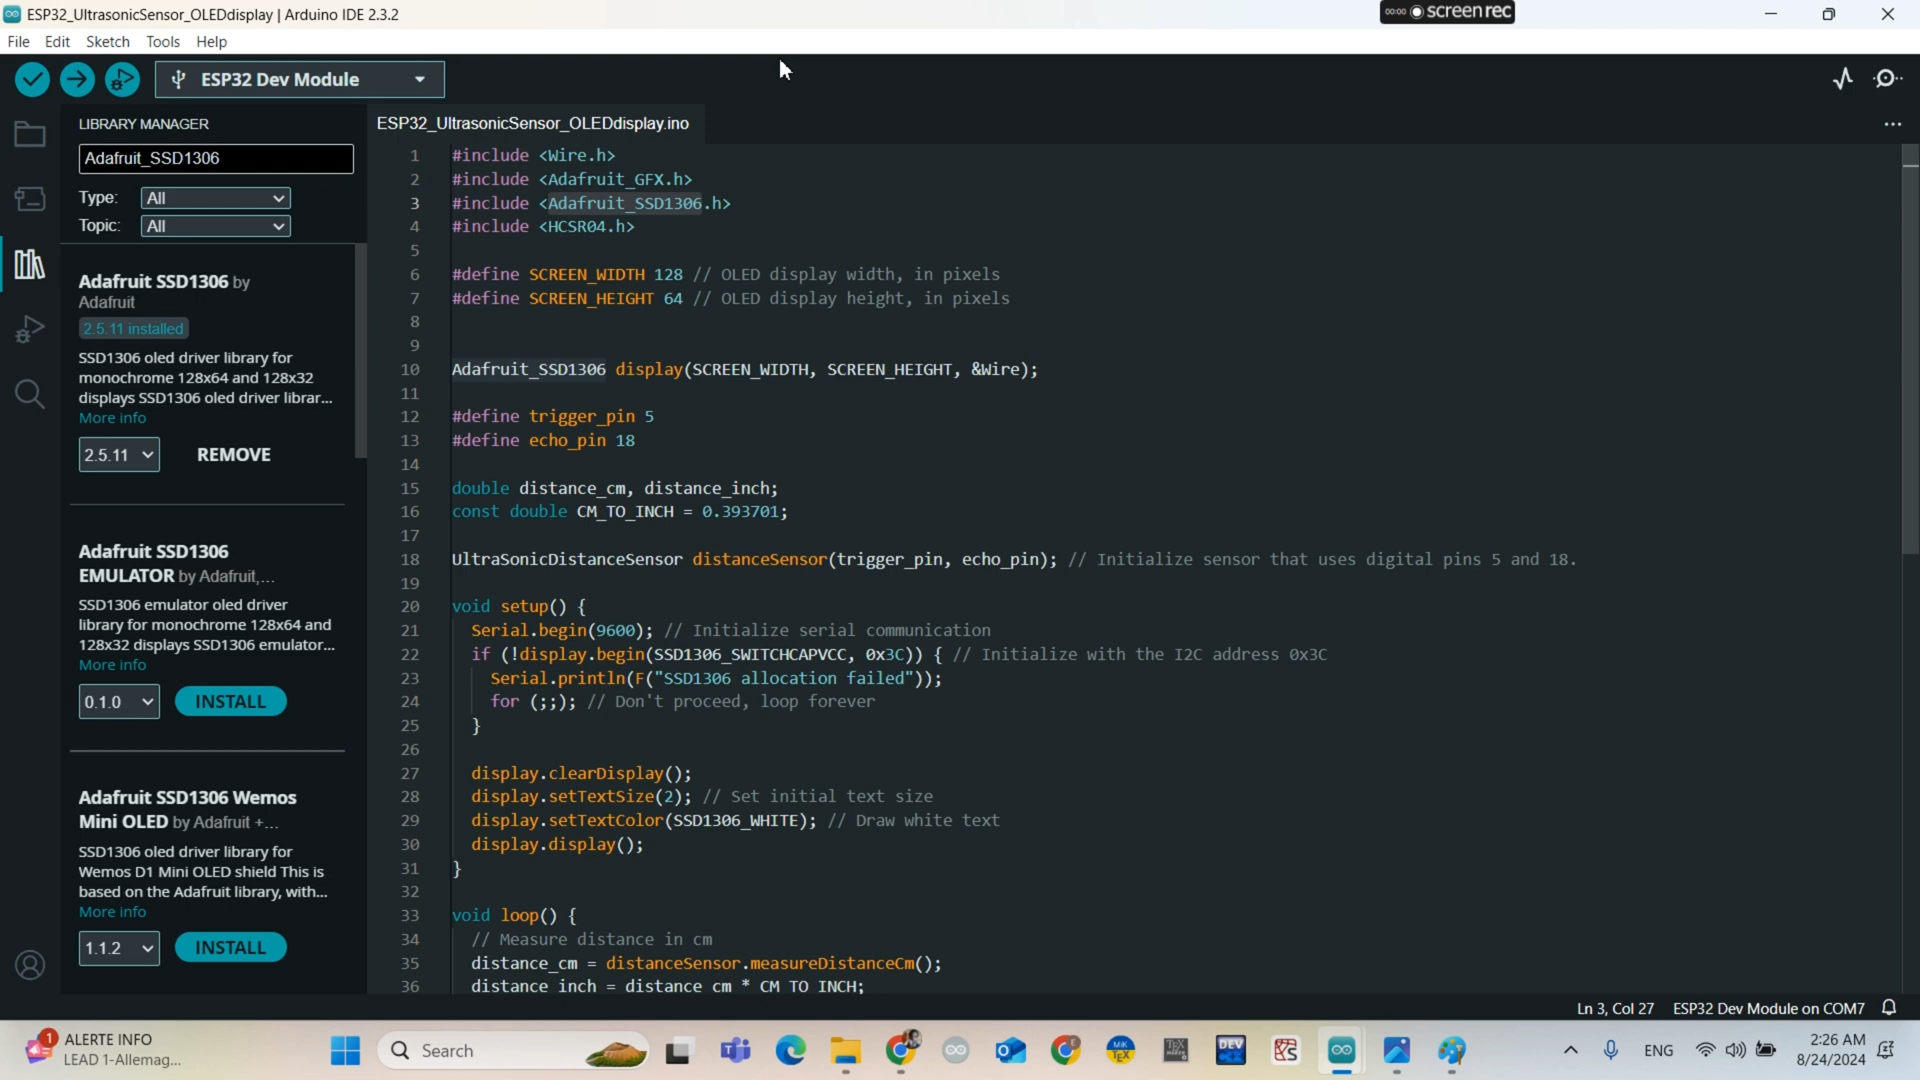 ESP32_UltrasonicSensor_OLEDdisplay | Arduino IDE 2.3.2
00:00 screenrec
File Edit Sketch Tools Help
ESP32 Dev Module
LIBRARY MANAGER
Adafruit_SSD1306
Type: All
Topic: All
Adafruit SSD1306 by
Adafruit
2.5.11 installed
SSD1306 oled driver library for
monochrome 128x64 and 128x32
displays SSD1306 oled driver librar...
More info
2.5.11 REMOVE
Adafruit SSD1306
EMULATOR by Adafruit,...
SSD1306 emulator oled driver
library for monochrome 128x64 and
128x32 displays SSD1306 emulator...
More info
0.1.0 INSTALL
Adafruit SSD1306 Wemos
Mini OLED by Adafruit +...
SSD1306 oled driver library for
Wemos D1 Mini OLED shield This is
based on the Adafruit library, with...
More info
1.1.2 INSTALL
ESP32_UltrasonicSensor_OLEDdisplay.ino
1 #include <Wire.h>
2 #include <Adafruit_GFX.h>
3 #include <Adafruit_SSD1306.h>
4 #include <HCSR04.h>
5
6 #define SCREEN_WIDTH 128 // OLED display width, in pixels
7 #define SCREEN_HEIGHT 64 // OLED display height, in pixels
8
9
10 Adafruit_SSD1306 display(SCREEN_WIDTH, SCREEN_HEIGHT, &Wire);
11
12 #define trigger_pin 5
13 #define echo_pin 18
14
15 double distance_cm, distance_inch;
16 const double CM_TO_INCH = 0.393701;
17
18 UltraSonicDistanceSensor distanceSensor(trigger_pin, echo_pin); // Initialize sensor that uses digital pins 5 and 18.
19
20 void setup() {
21 Serial.begin(9600); // Initialize serial communication
22 if (!display.begin(SSD1306_SWITCHCAPVCC, 0x3C)) { // Initialize with the I2C address 0x3C
23 Serial.println(F("SSD1306 allocation failed"));
24 for (;;); // Don't proceed, loop forever
25 }
26
27 display.clearDisplay();
28 display.setTextSize(2); // Set initial text size
29 display.setTextColor(SSD1306_WHITE); // Draw white text
30 display.display();
31 }
32
33 void loop() {
34 // Measure distance in cm
35 distance_cm = distanceSensor.measureDistanceCm();
36 distance_inch = distance_cm * CM_TO_INCH;
Ln 3, Col 27 ESP32 Dev Module on COM7
1
ALERTE INFO
LEAD 1-Allemag...
Search
ENG
2:26 AM
8/24/2024